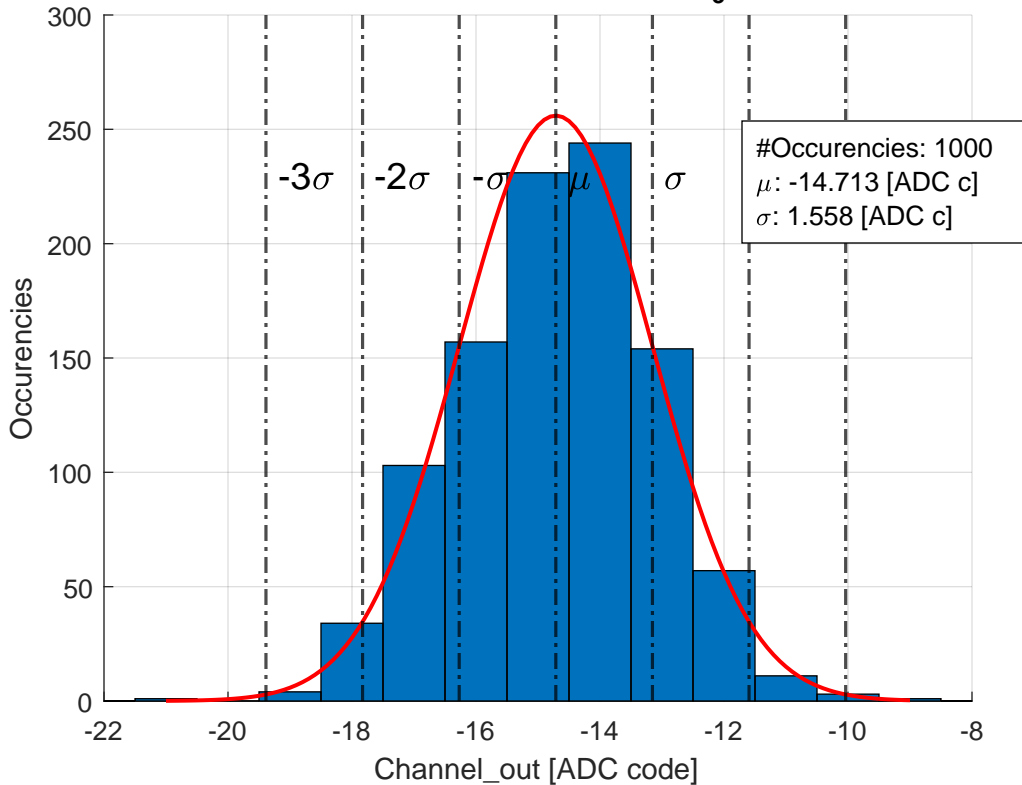 300
250
200
150
100
50
0
Occurencies
-3σ
-2σ
-σ
μ
σ
#Occurencies: 1000
μ: -14.713 [ADC c]
σ: 1.558 [ADC c]
-22
-20
-18
-16
-14
-12
-10
-8
Channel_out [ADC code]